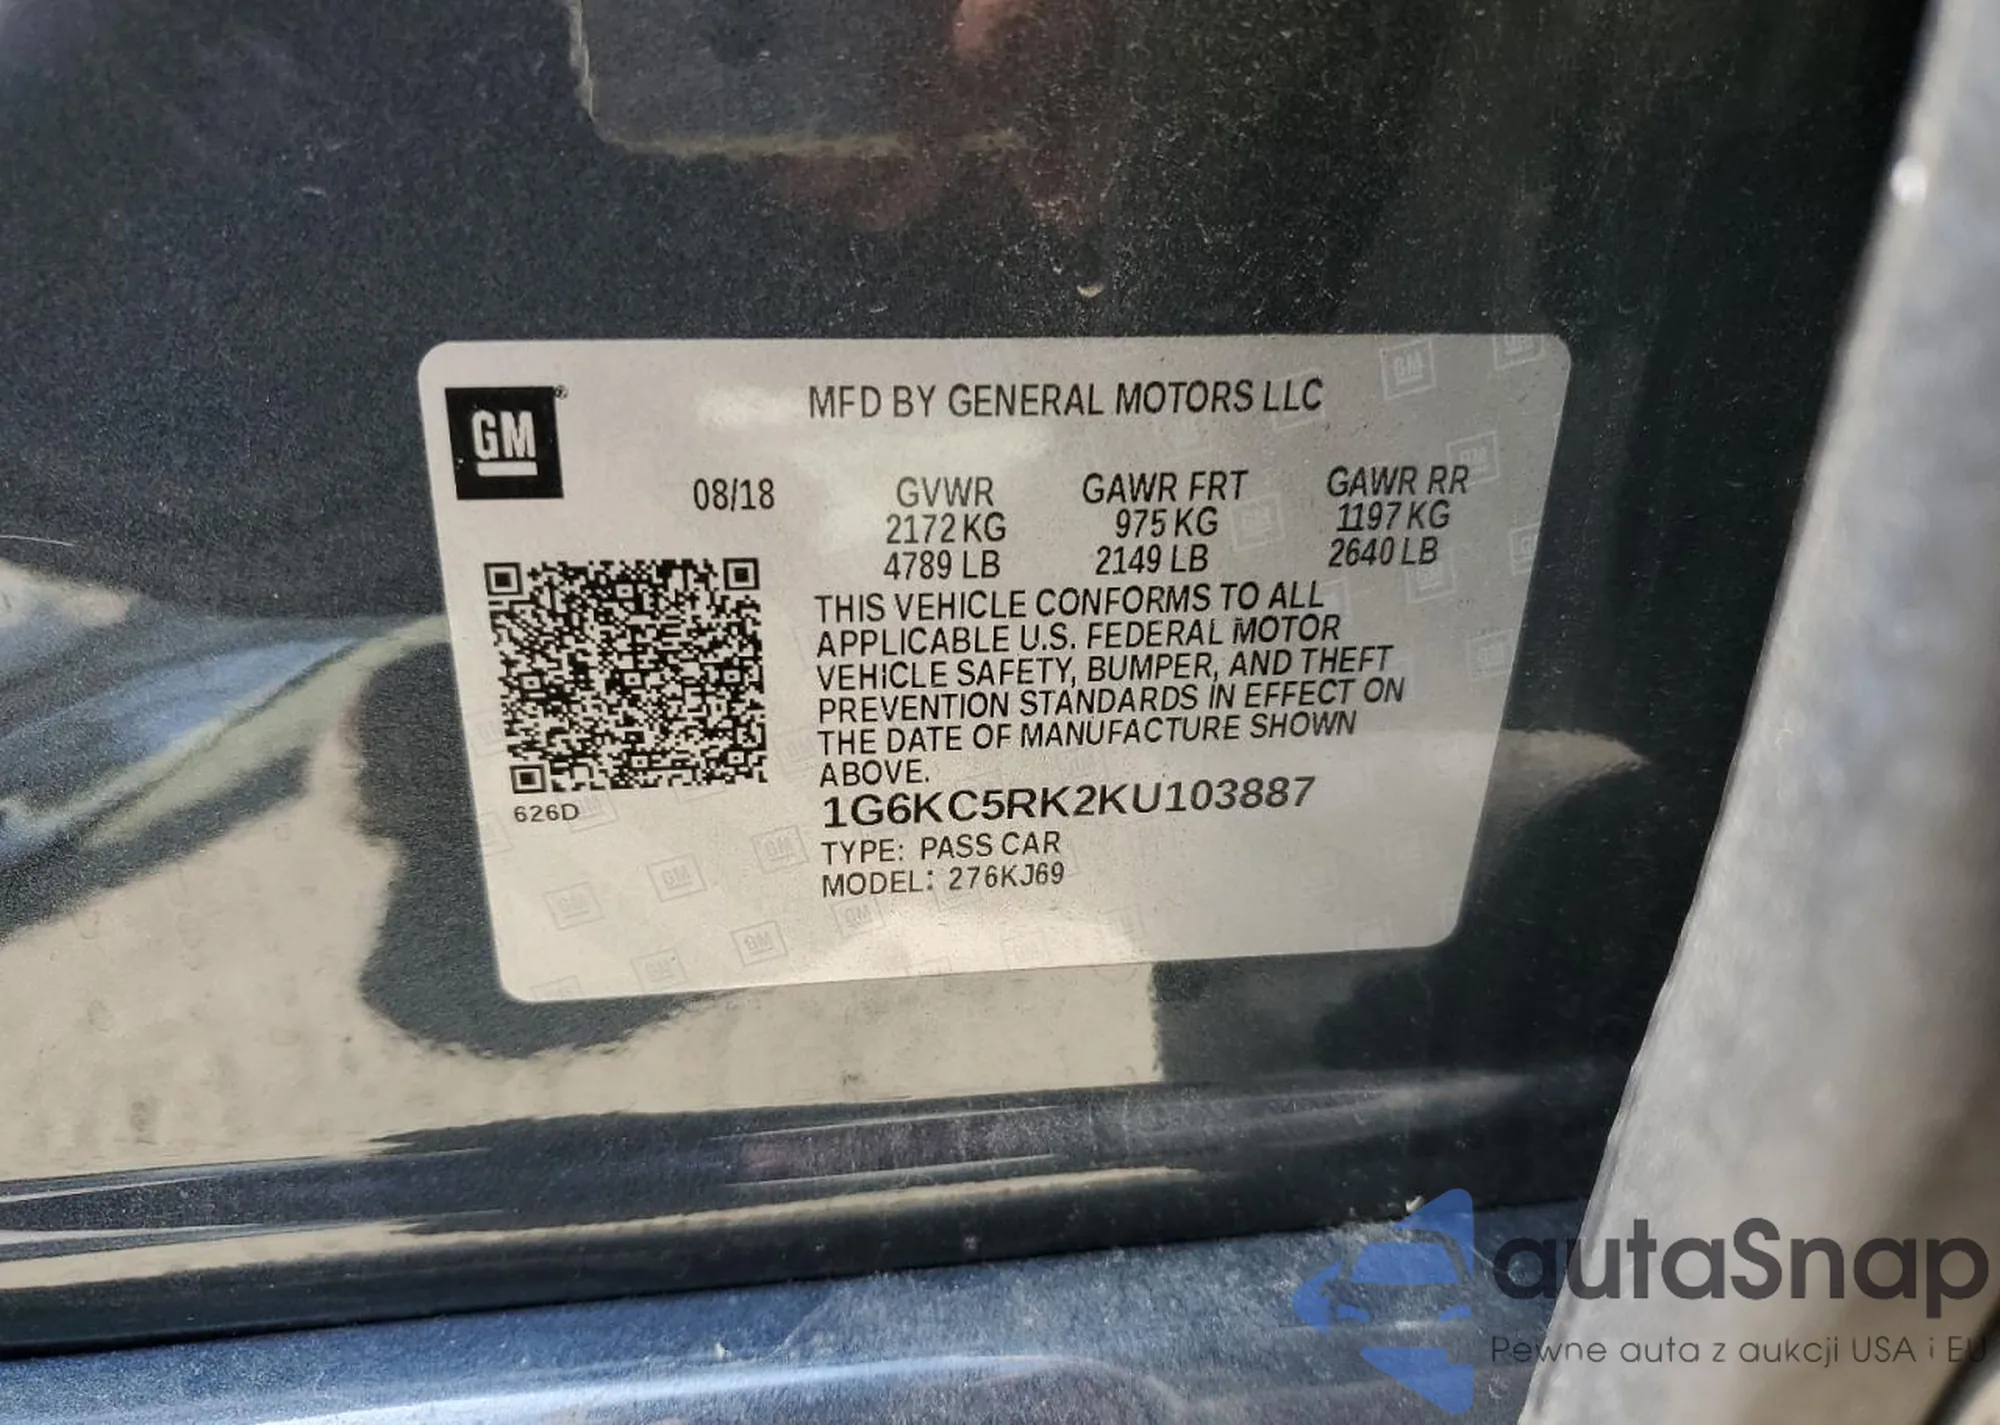 GM
MFD BY GENERAL MOTORS LLC
08/18
GVWR GAWR FRT GAWR RR
2172 KG 975 KG 1197 KG
4789 LB 2149 LB 2640 LB
THIS VEHICLE CONFORMS TO ALL
APPLICABLE U.S. FEDERAL MOTOR
VEHICLE SAFETY, BUMPER, AND THEFT
PREVENTION STANDARDS IN EFFECT ON
THE DATE OF MANUFACTURE SHOWN
ABOVE.
626D
1G6KC5RK2KU103887
TYPE: PASS CAR
MODEL: 276KJ69
autaSnap
Pewne auta z aukcji USA i EU